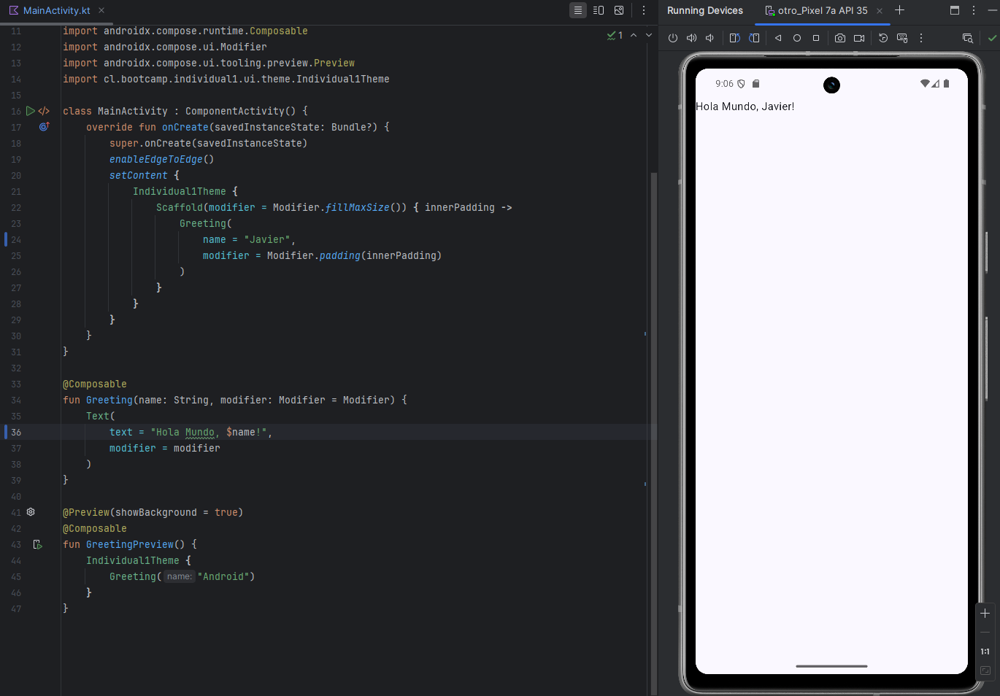 MainActivity.kt
Running Devices
otro_Pixel 7a API 35
11 import androidx.compose.runtime.Composable
12 import androidx.compose.ui.Modifier
13 import androidx.compose.ui.tooling.preview.Preview
14 import cl.bootcamp.individual1.ui.theme.Individual1Theme
15
16 class MainActivity : ComponentActivity() {
17 override fun onCreate(savedInstanceState: Bundle?) {
18 super.onCreate(savedInstanceState)
19 enableEdgeToEdge()
20 setContent {
21 Individual1Theme {
22 Scaffold(modifier = Modifier.fillMaxSize()) { innerPadding ->
23 Greeting(
24 name = "Javier",
25 modifier = Modifier.padding(innerPadding)
26 )
27 }
28 }
29 }
30 }
31 }
32
33 @Composable
34 fun Greeting(name: String, modifier: Modifier = Modifier) {
35 Text(
36 text = "Hola Mundo, $name!",
37 modifier = modifier
38 )
39 }
40
41 @Preview(showBackground = true)
42 @Composable
43 fun GreetingPreview() {
44 Individual1Theme {
45 Greeting( name: "Android")
46 }
47 }
1
9:06
Hola Mundo, Javier!
1:1